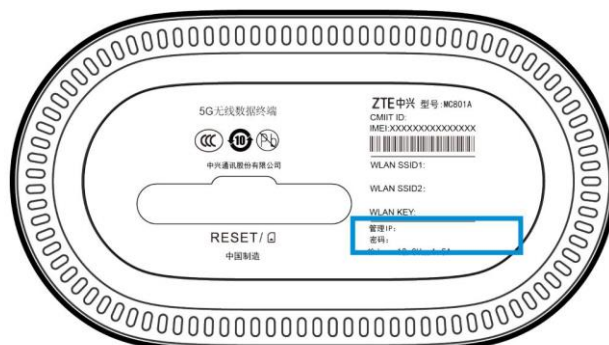 5G无线数据终端
10
Pb
中兴通讯股份有限公司
RESET/
中国制造
ZTE中兴 型号:MC801A
CMIIT ID:
IMEI:XXXXXXXXXXXXXXX
WLAN SSID1:
WLAN SSID2:
WLAN KEY:
管理IP:
密码: